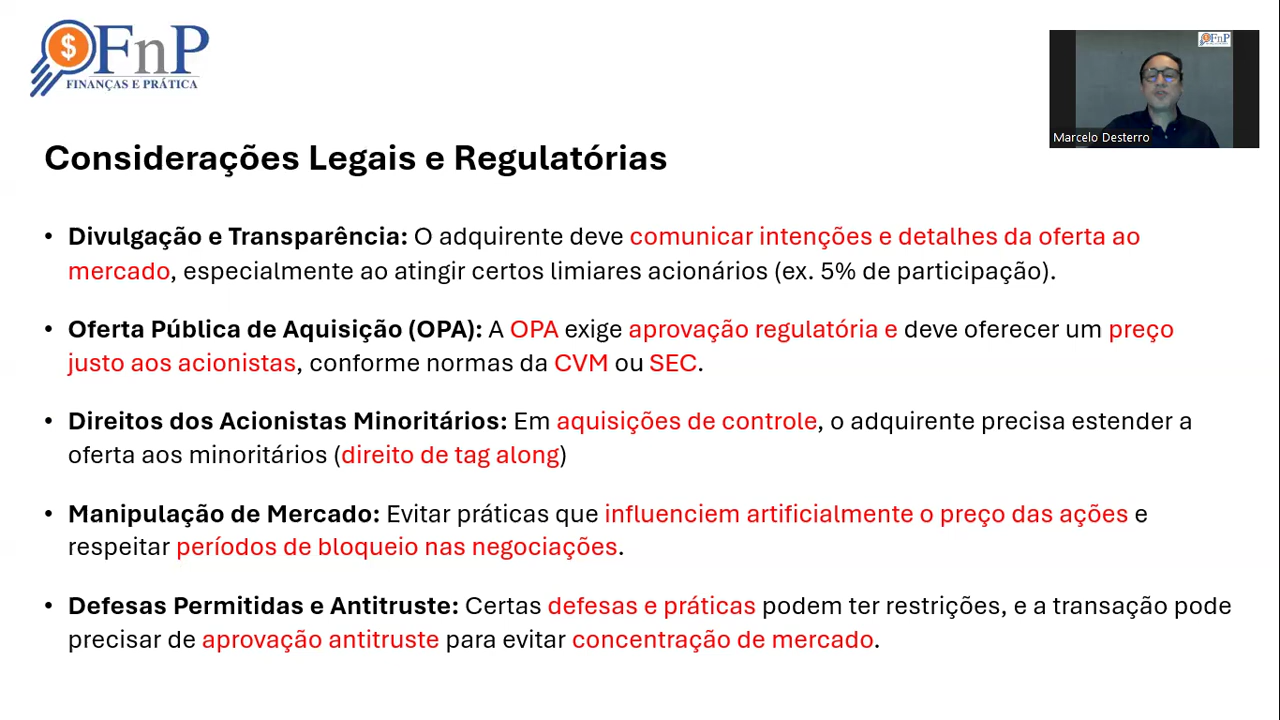 FnP
FINANÇAS E PRÁTICA
FnP
Marcelo Desterro
Considerações Legais e Regulatórias
• Divulgação e Transparência: O adquirente deve comunicar intenções e detalhes da oferta ao
mercado, especialmente ao atingir certos limiares acionários (ex. 5% de participação).
• Oferta Pública de Aquisição (OPA): A OPA exige aprovação regulatória e deve oferecer um preço
justo aos acionistas, conforme normas da CVM ou SEC.
• Direitos dos Acionistas Minoritários: Em aquisições de controle, o adquirente precisa estender a
oferta aos minoritários (direito de tag along)
• Manipulação de Mercado: Evitar práticas que influenciem artificialmente o preço das ações e
respeitar períodos de bloqueio nas negociações.
• Defesas Permitidas e Antitruste: Certas defesas e práticas podem ter restrições, e a transação pode
precisar de aprovação antitruste para evitar concentração de mercado.